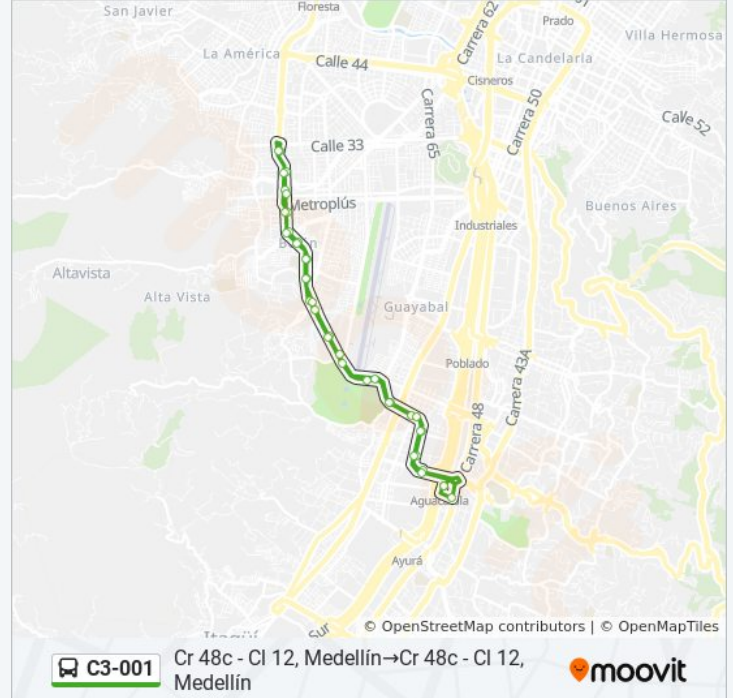 Floresta
Carrera 62
Prado
San Javier
Villa Hermosa
La América
Calle 44
La Candelaria
Cisneros
Carrera 50
Carrera 65
Calle 52
Calle 33
Metroplús
Buenos Aires
Industriales
Altavista
Alta Vista
Guayabal
Poblado
Carrera 43A
Carrera 48
Ayurá
Sur
Itagüí
© OpenStreetMap contributors | © OpenMapTiles
C3-001
Cr 48c - Cl 12, Medellín→Cr 48c - Cl 12,
Medellín
moovit